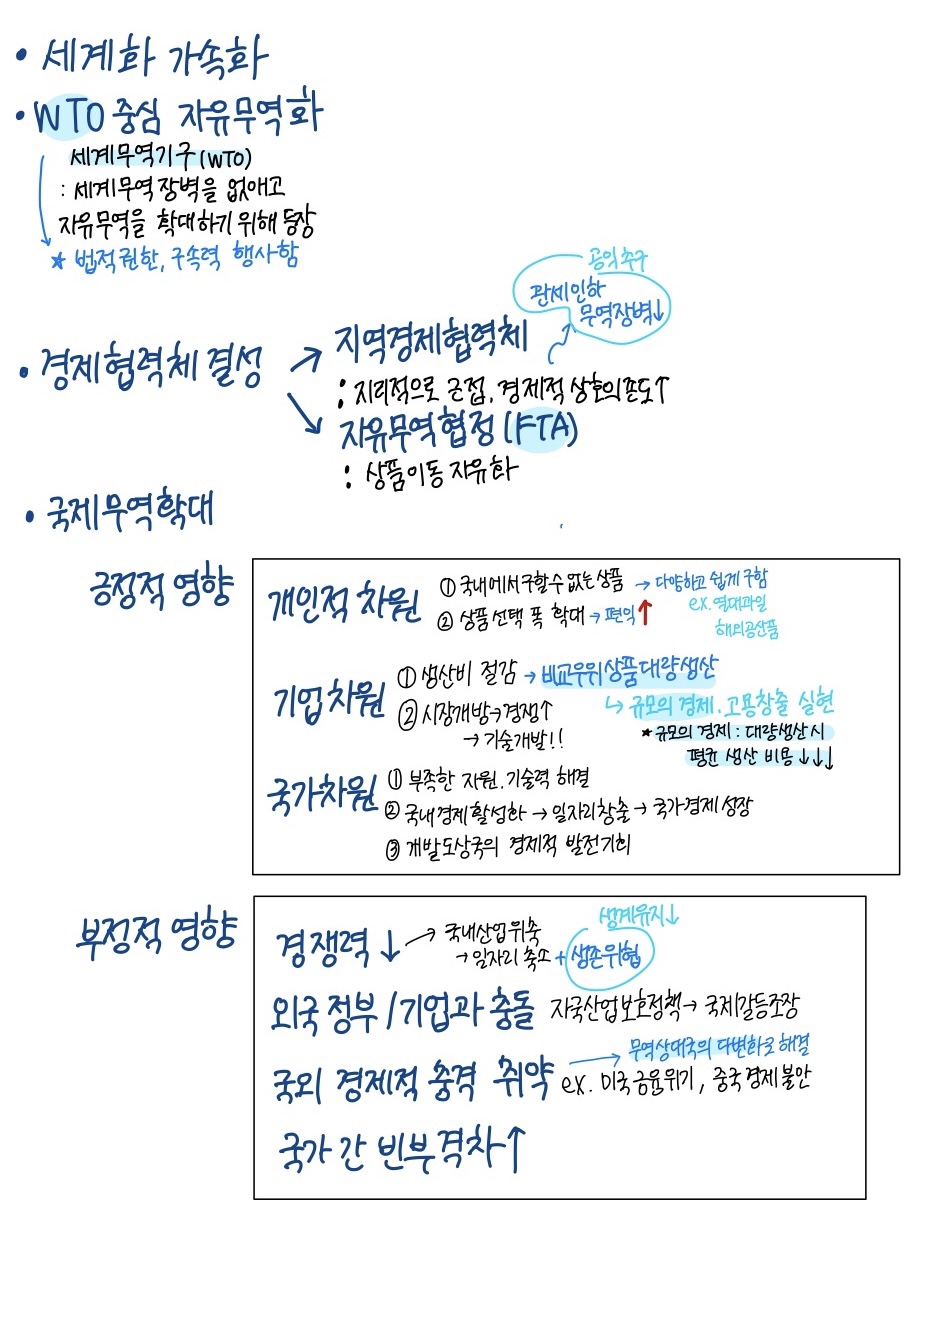 • 세계화 가속화
• WTO 중심 자유무역화
세계무역기구(WTO)
: 세계무역장벽을 없애고
자유무역을 확대하기 위해 등장
★ 법적권한, 구속력 행사함
공익추구
관세인하
무역장벽↓
• 경제협력체 결성 → 지역경제협력체
: 지리적으로 근접, 경제적 상호의존도↑
자유무역협정 (FTA)
: 상품이동 자유화
• 국제무역확대
긍정적 영향
개인적 차원 ① 국내에서 구할 수 없는 상품 → 다양하고 쉽게 구함
ex. 열대과일
해외공산품
② 상품 선택 폭 확대 → 편익↑
기업차원 ① 생산비 절감 → 비교우위상품대량생산
↳ 규모의 경제, 고용창출 실현
② 시장개방→경쟁↑
→ 기술개발!!
★규모의 경제 : 대량생산시
평균 생산 비용↓↓↓
국가차원 ① 부족한 자원, 기술력 해결
② 국내경제활성화 → 일자리창출 → 국가경제성장
③ 개발도상국의 경제적 발전기회
부정적 영향
생계유지↓
경쟁력 ↓ → 국내산업위축
→ 일자리 축소 + 생존위협
외국 정부 / 기업과 충돌 자국산업보호정책 → 국제갈등조장
→ 무역상대국의 다변화로 해결
국외 경제적 충격 취약 ex. 미국금융위기, 중국경제불안
국가 간 빈부격차↑